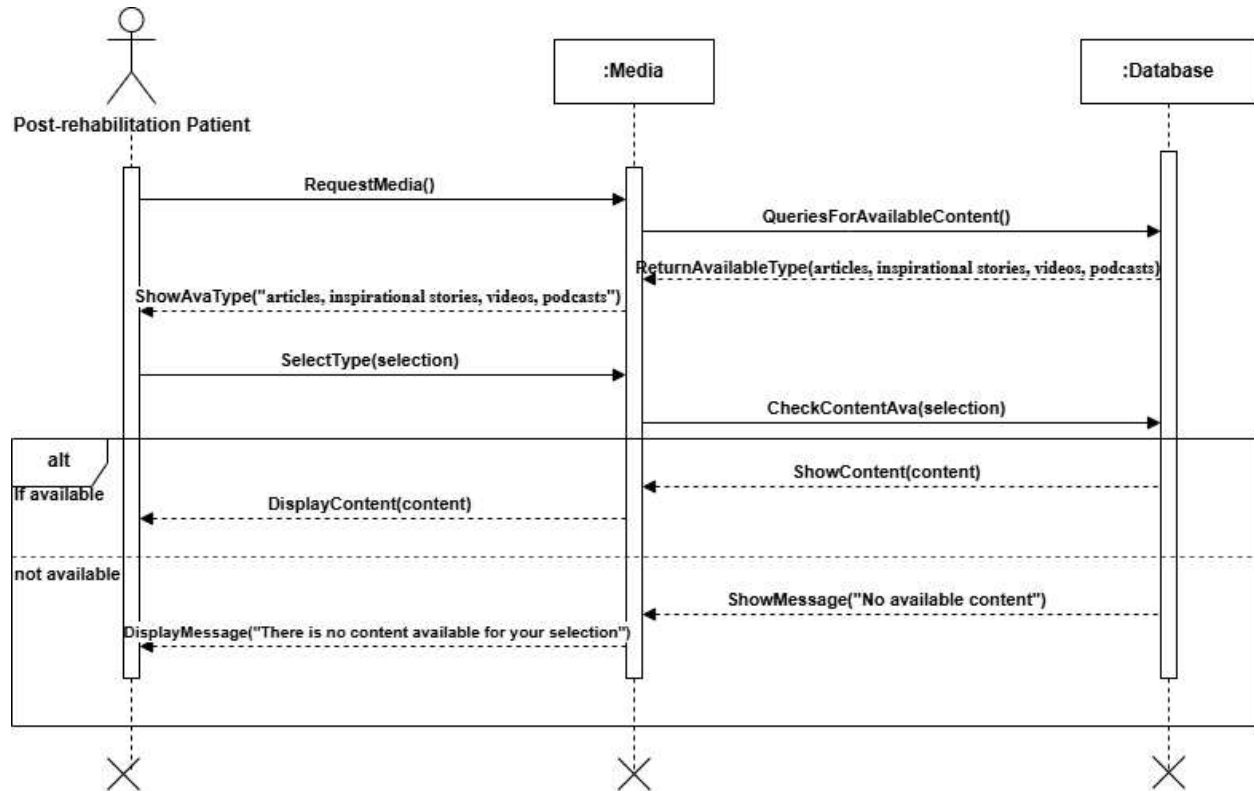 :Media
:Database
Post-rehabilitation Patient
RequestMedia()
QueriesForAvailableContent()
ReturnAvailableType(articles, inspirational stories, videos, podcasts)
ShowAvaType("articles, inspirational stories, videos, podcasts")
SelectType(selection)
CheckContentAva(selection)
alt
If available
ShowContent(content)
DisplayContent(content)
not available
ShowMessage("No available content")
DisplayMessage("There is no content available for your selection")